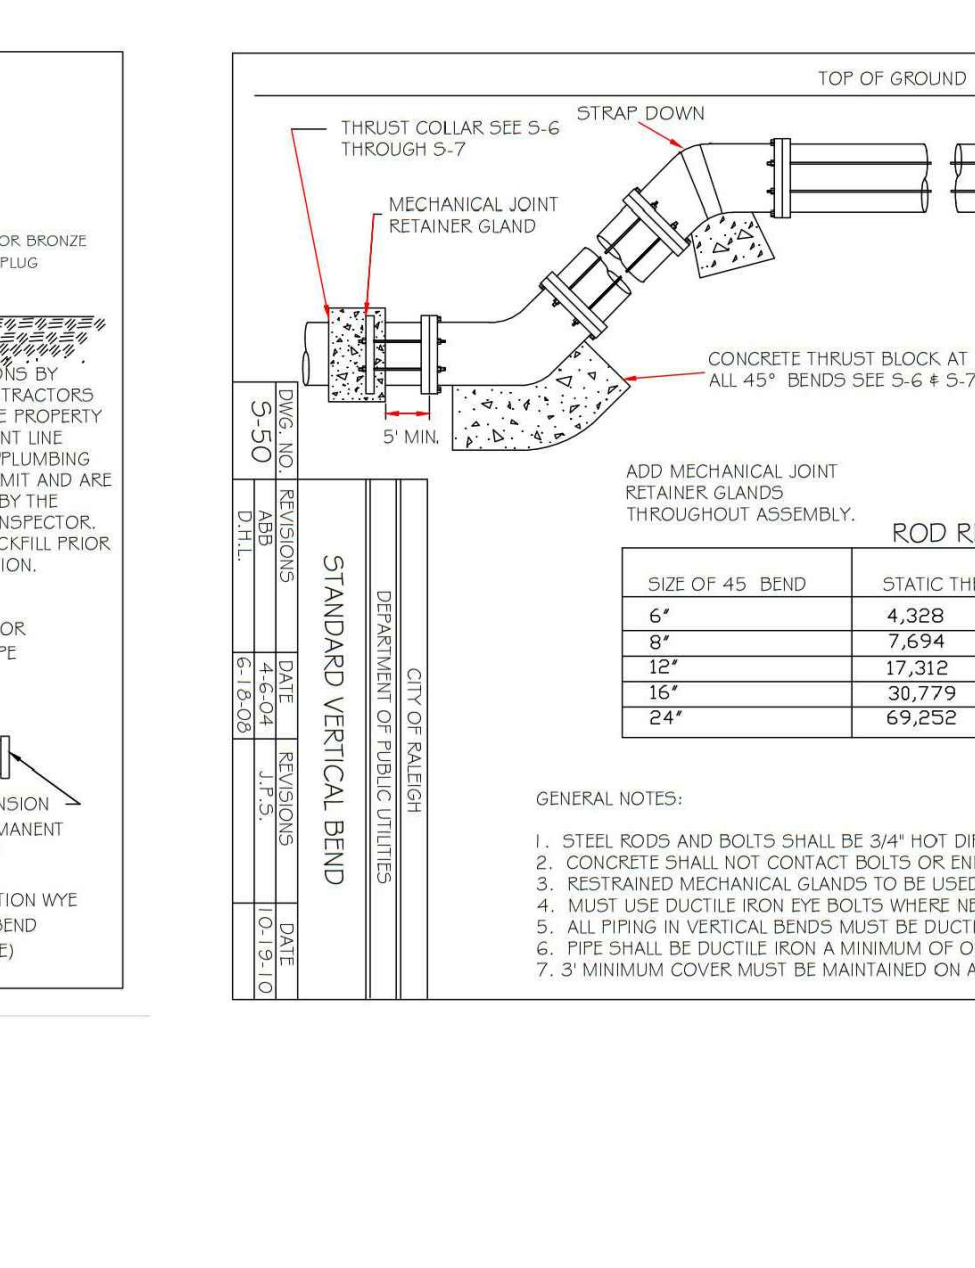 OR BRONZE
PLUG
ONS BY
TRACTORS
E PROPERTY
NT LINE
PLUMBING
MIT AND ARE
BY THE
NSPECTOR.
CKFILL PRIOR
ION.
OR
PE
NSION
MANENT
TION WYE
BEND
E)
TOP OF GROUND
STRAP DOWN
THRUST COLLAR SEE S-6
THROUGH S-7
MECHANICAL JOINT
RETAINER GLAND
CONCRETE THRUST BLOCK AT
ALL 45° BENDS SEE S-6 & S-7
5' MIN.
ADD MECHANICAL JOINT
RETAINER GLANDS
THROUGHOUT ASSEMBLY.
ROD R
SIZE OF 45 BEND STATIC TH
6" 4,328
8" 7,694
12" 17,312
16" 30,779
24" 69,252
GENERAL NOTES:
1. STEEL RODS AND BOLTS SHALL BE 3/4" HOT DI
2. CONCRETE SHALL NOT CONTACT BOLTS OR EN
3. RESTRAINED MECHANICAL GLANDS TO BE USED
4. MUST USE DUCTILE IRON EYE BOLTS WHERE NE
5. ALL PIPING IN VERTICAL BENDS MUST BE DUCTI
6. PIPE SHALL BE DUCTILE IRON A MINIMUM OF O
7. 3' MINIMUM COVER MUST BE MAINTAINED ON A
CITY OF RALEIGH
DEPARTMENT OF PUBLIC UTILITIES
STANDARD VERTICAL BEND
DWG. NO. REVISIONS DATE REVISIONS DATE
S-50 ABB 4-6-04 J.P.S. 10-19-10
D.H.L. 6-18-08